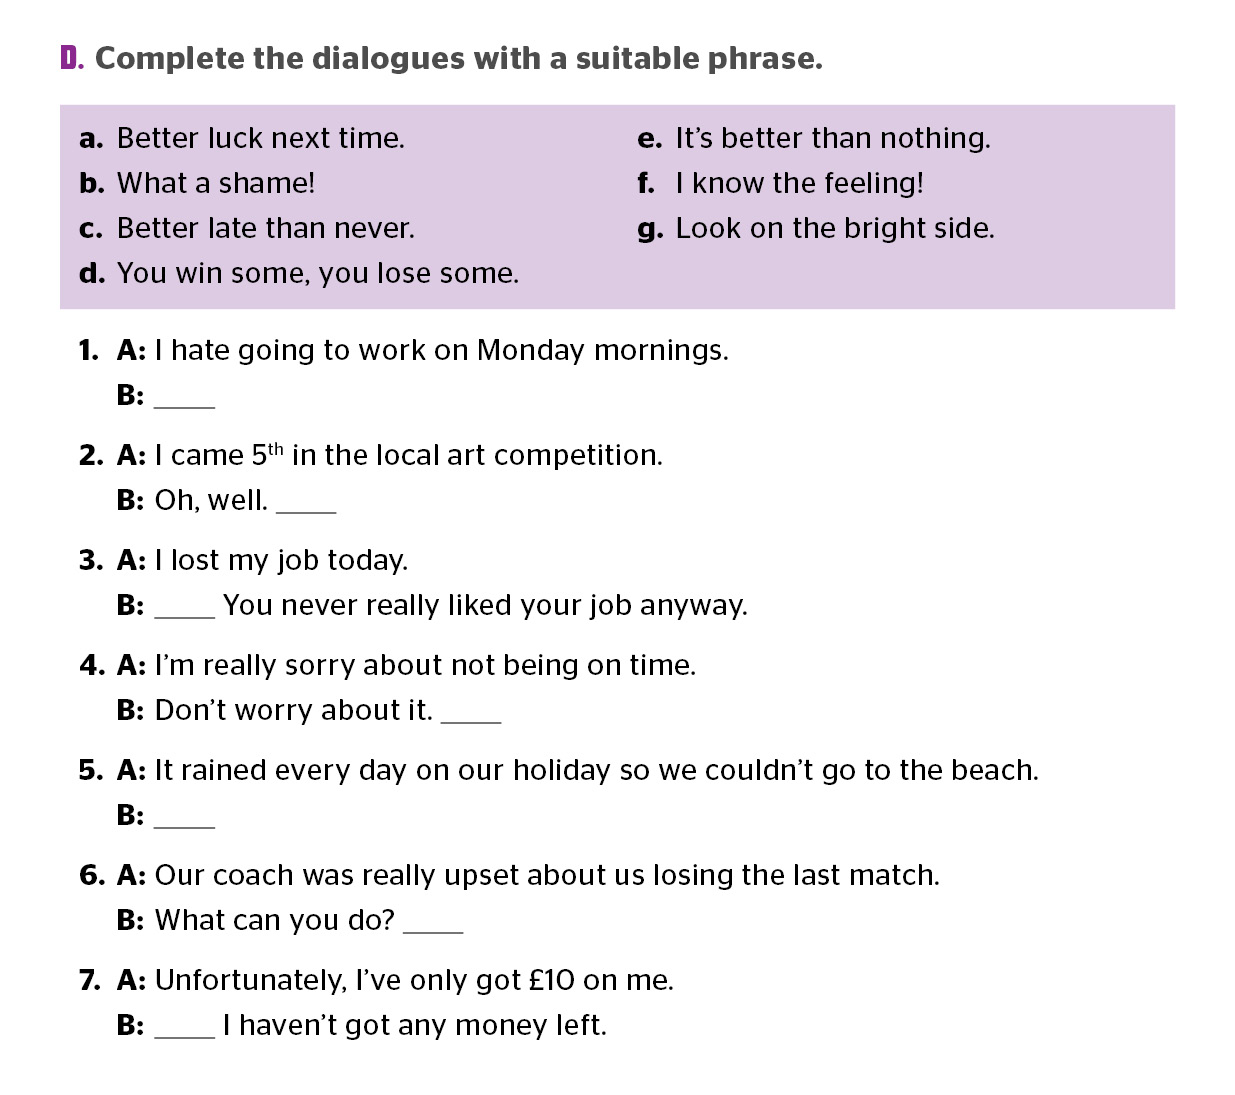 D. Complete the dialogues with a suitable phrase.
a. Better luck next time.
b. What a shame!
c. Better late than never.
d. You win some, you lose some.
e. It’s better than nothing.
f. I know the feeling!
g. Look on the bright side.
1. A: I hate going to work on Monday mornings.
B: ____
2. A: I came 5th in the local art competition.
B: Oh, well. ____
3. A: I lost my job today.
B: ____ You never really liked your job anyway.
4. A: I’m really sorry about not being on time.
B: Don’t worry about it. ____
5. A: It rained every day on our holiday so we couldn’t go to the beach.
B: ____
6. A: Our coach was really upset about us losing the last match.
B: What can you do? ____
7. A: Unfortunately, I’ve only got £10 on me.
B: ____ I haven’t got any money left.